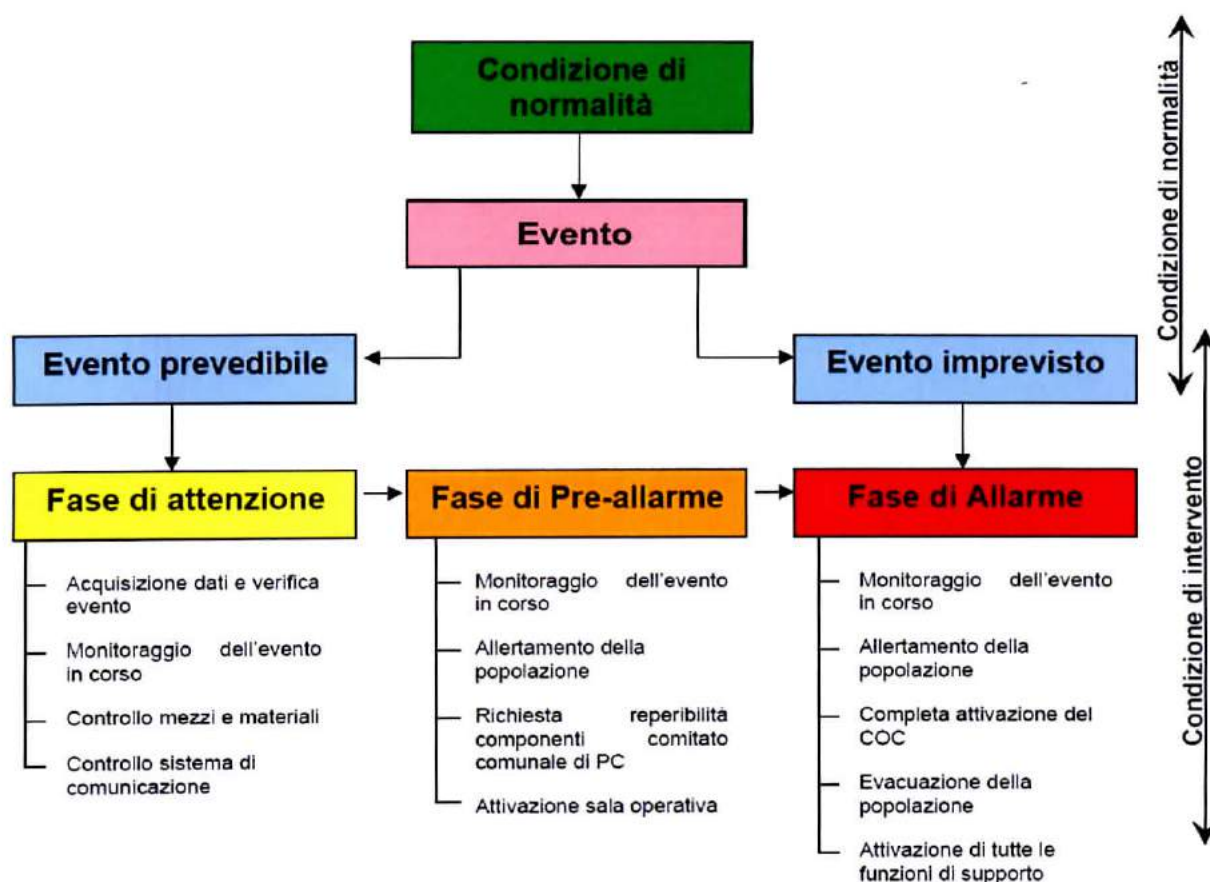 Condizione di
normalità
Evento
Evento prevedibile
Evento imprevisto
Fase di attenzione
Fase di Pre-allarme
Fase di Allarme
Acquisizione dati e verifica
evento
Monitoraggio dell'evento
in corso
Controllo mezzi e materiali
Controllo sistema di
comunicazione
Monitoraggio dell'evento
in corso
Allertamento della
popolazione
Richiesta reperibilità
componenti comitato
comunale di PC
Attivazione sala operativa
Monitoraggio dell'evento
in corso
Allertamento della
popolazione
Completa attivazione del
COC
Evacuazione della
popolazione
Attivazione di tutte le
funzioni di supporto
Condizione di normalità
Condizione di intervento